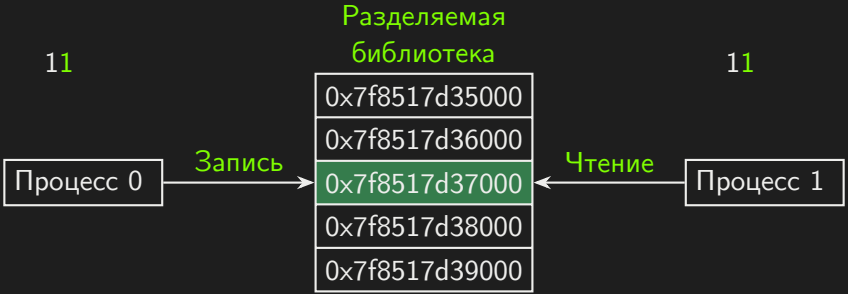 Разделяемая
библиотека
11
11
0x7f8517d35000
0x7f8517d36000
Запись
Чтение
Процесс 0
0x7f8517d37000
Процесс 1
0x7f8517d38000
0x7f8517d39000